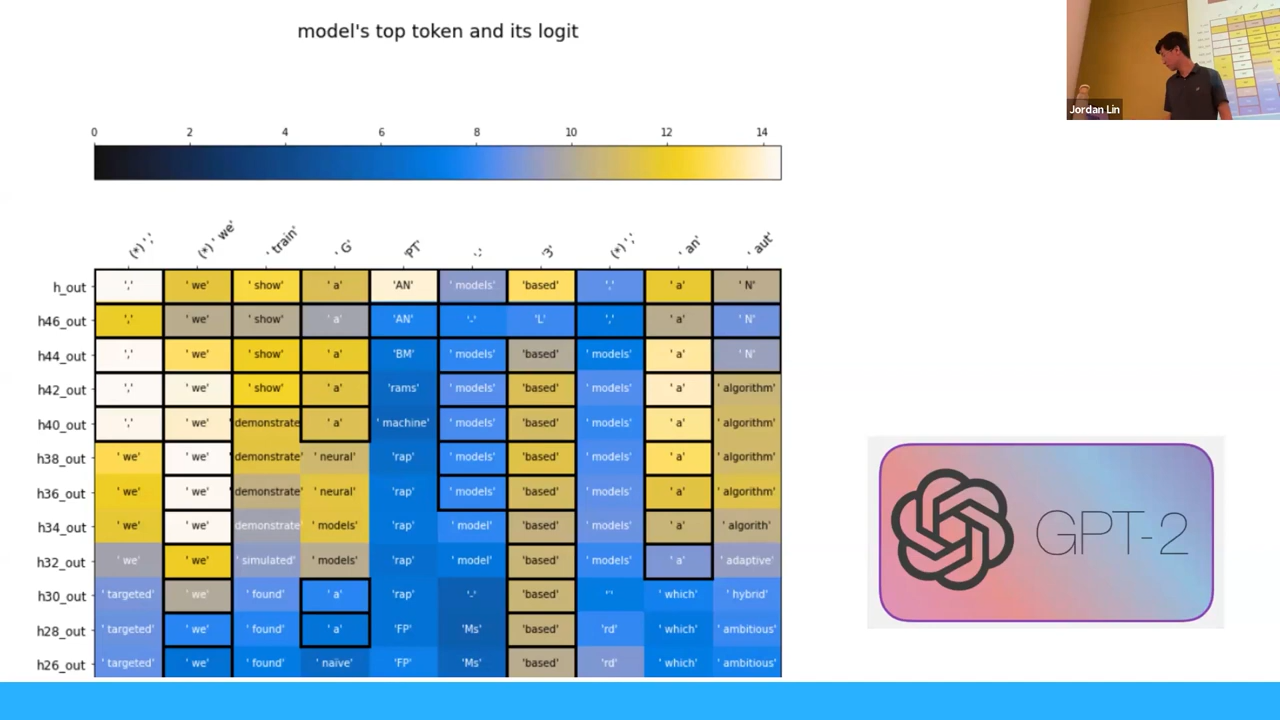 model's top token and its logit
Jordan Lin
0 2 4 6 8 10 12 14
(*) ',' (*) ' we' ' train' ' G' 'PT' '-' '3' (*) ',' ' an' ' aut'
h_out ',' ' we' ' show' ' a' 'AN' ' models' 'based' ',' ' a' ' N'
h46_out ',' ' we' ' show' ' a' 'AN' '-' 'L' ',' ' a' ' N'
h44_out ',' ' we' ' show' ' a' 'BM' ' models' 'based' ' models' ' a' ' N'
h42_out ',' ' we' ' show' ' a' 'rams' ' models' 'based' ' models' ' a' ' algorithm'
h40_out ',' ' we' ' demonstrate' ' a' ' machine' ' models' 'based' ' models' ' a' ' algorithm'
h38_out ' we' ' we' ' demonstrate' ' neural' 'rap' ' models' 'based' ' models' ' a' ' algorithm'
h36_out ' we' ' we' ' demonstrate' ' neural' 'rap' ' models' 'based' ' models' ' a' ' algorithm'
h34_out ' we' ' we' ' demonstrate' ' models' 'rap' ' model' 'based' ' models' ' a' ' algorith'
h32_out ' we' ' we' ' simulated' ' models' 'rap' ' model' 'based' ' models' ' a' ' adaptive'
h30_out ' targeted' ' we' ' found' ' a' 'rap' '-' 'based' ' which' ' hybrid'
h28_out ' targeted' ' we' ' found' ' a' 'FP' 'Ms' 'based' 'rd' ' which' ' ambitious'
h26_out ' targeted' ' we' ' found' ' naïve' 'FP' 'Ms' 'based' 'rd' ' which' ' ambitious'
GPT-2